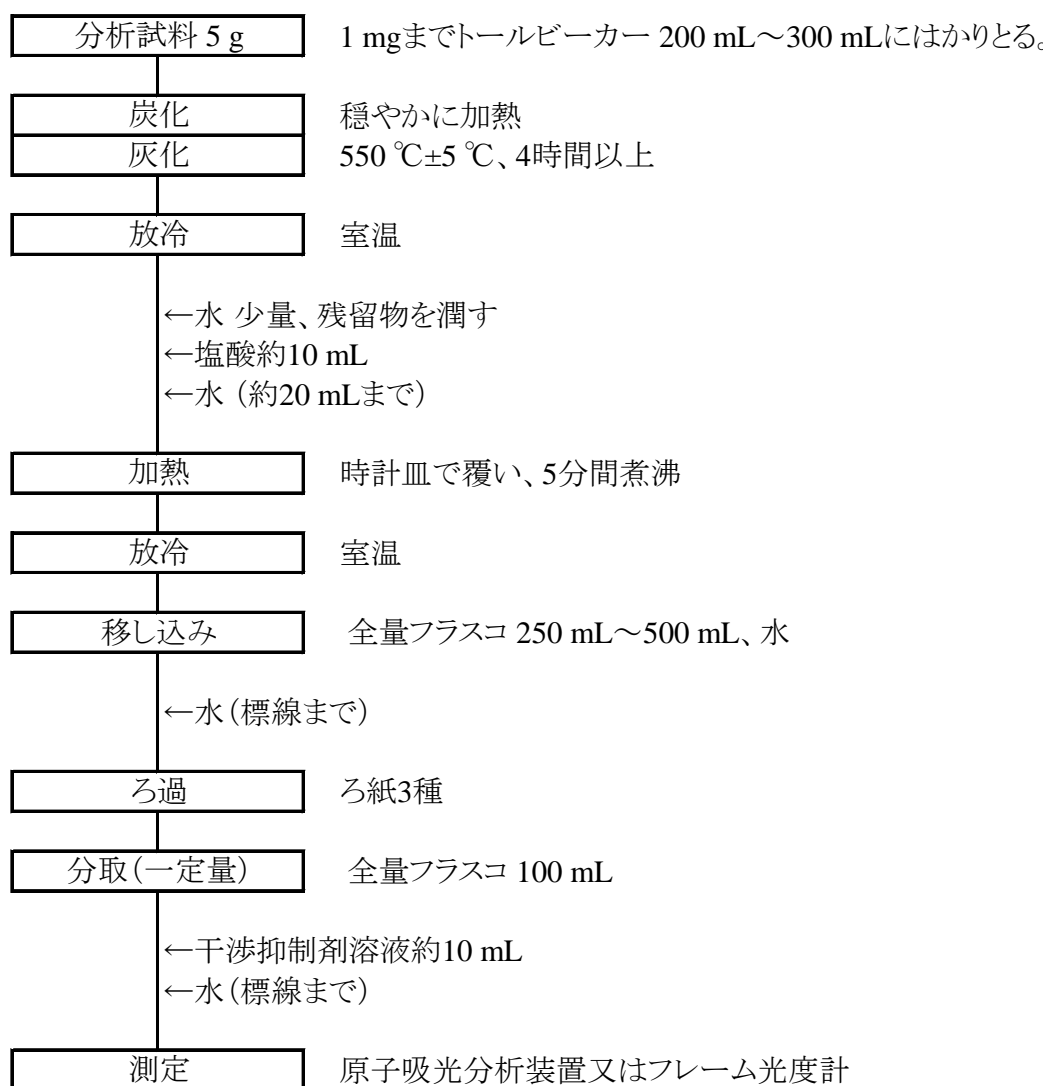 分析試料 5 g 1 mgまでトールビーカー 200 mL～300 mLにはかりとる。
炭化 穏やかに加熱
灰化 550 ℃±5 ℃、4時間以上
放冷 室温
←水 少量、残留物を潤す
←塩酸約10 mL
←水（約20 mLまで）
加熱 時計皿で覆い、5分間煮沸
放冷 室温
移し込み 全量フラスコ 250 mL～500 mL、水
←水（標線まで）
ろ過 ろ紙3種
分取（一定量） 全量フラスコ 100 mL
←干渉抑制剤溶液約10 mL
←水（標線まで）
測定 原子吸光分析装置又はフレーム光度計